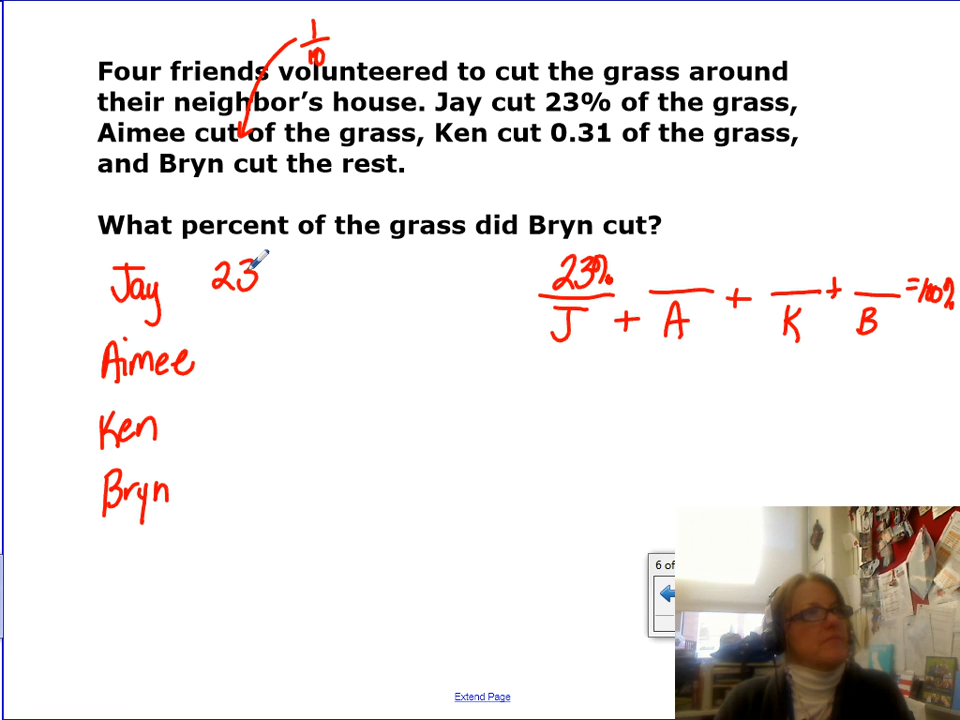 1/10
Four friends volunteered to cut the grass around
their neighbor's house. Jay cut 23% of the grass,
Aimee cut of the grass, Ken cut 0.31 of the grass,
and Bryn cut the rest.
What percent of the grass did Bryn cut?
Jay 23
23%
J + A + K + B = 100%
Aimee
Ken
Bryn
6 of
Extend Page